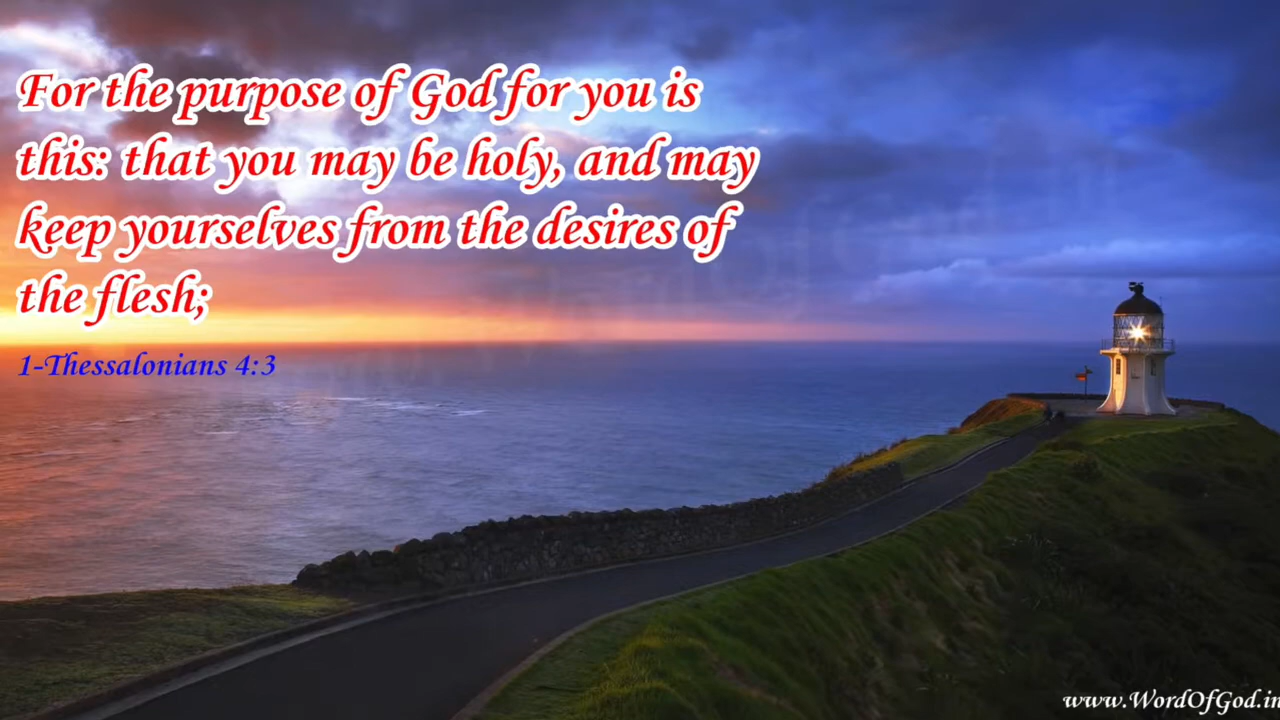 For the purpose of God for you is
this: that you may be holy, and may
keep yourselves from the desires of
the flesh;
1-Thessalonians 4:3
www.WordOfGod.in